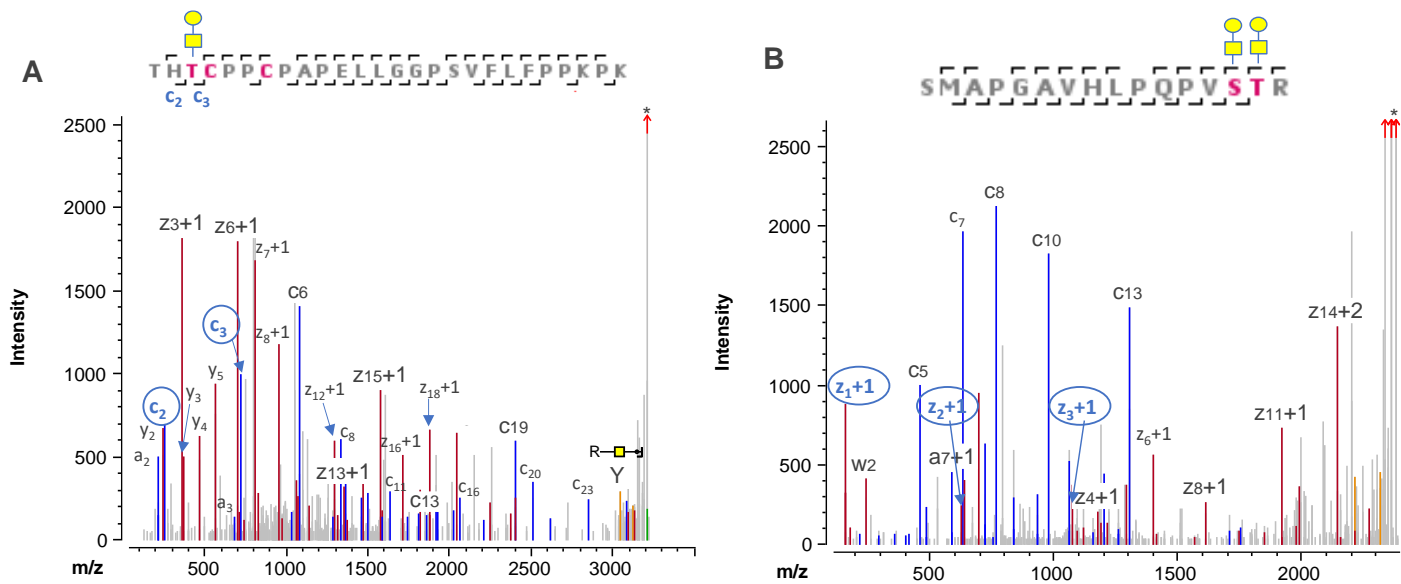 A
THTCPPCPAPELLGGPSVFLFPPKPK
c2 c3
Intensity
2500
2000
1500
1000
500
0
*
z3+1
z6+1
z7+1
c6
c3
z8+1
c2
y5
y3
y2
y4
a2
a3
z12+1
c8
z15+1
z18+1
z13+1
z16+1
c11
C13
c16
C19
c20
c23
R
Y
m/z
500 1000 1500 2000 2500 3000
B
SMAPGAVHLPQPVSTR
Intensity
2500
2000
1500
1000
500
0
*
c8
c7
c10
c13
z14+2
c5
z1+1
z2+1
z3+1
w2
a7+1
z4+1
z6+1
z8+1
z11+1
m/z
500 1000 1500 2000